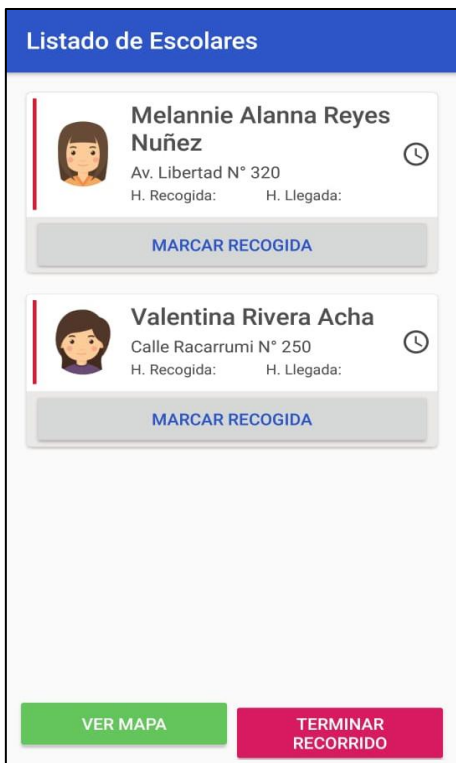 Listado de Escolares
Melannie Alanna Reyes
Nuñez
Av. Libertad N° 320
H. Recogida: H. Llegada:
MARCAR RECOGIDA
Valentina Rivera Acha
Calle Racarrumi N° 250
H. Recogida: H. Llegada:
MARCAR RECOGIDA
VER MAPA
TERMINAR
RECORRIDO